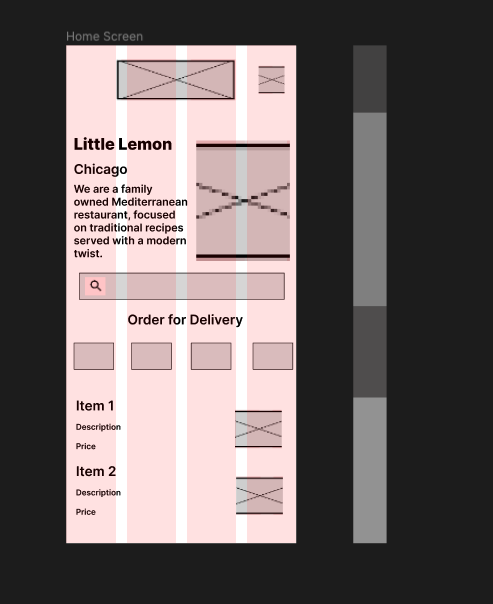 Home Screen
Little Lemon
Chicago
We are a family
owned Mediterranean
restaurant, focused
on traditional recipes
served with a modern
twist.
Order for Delivery
Item 1
Description
Price
Item 2
Description
Price